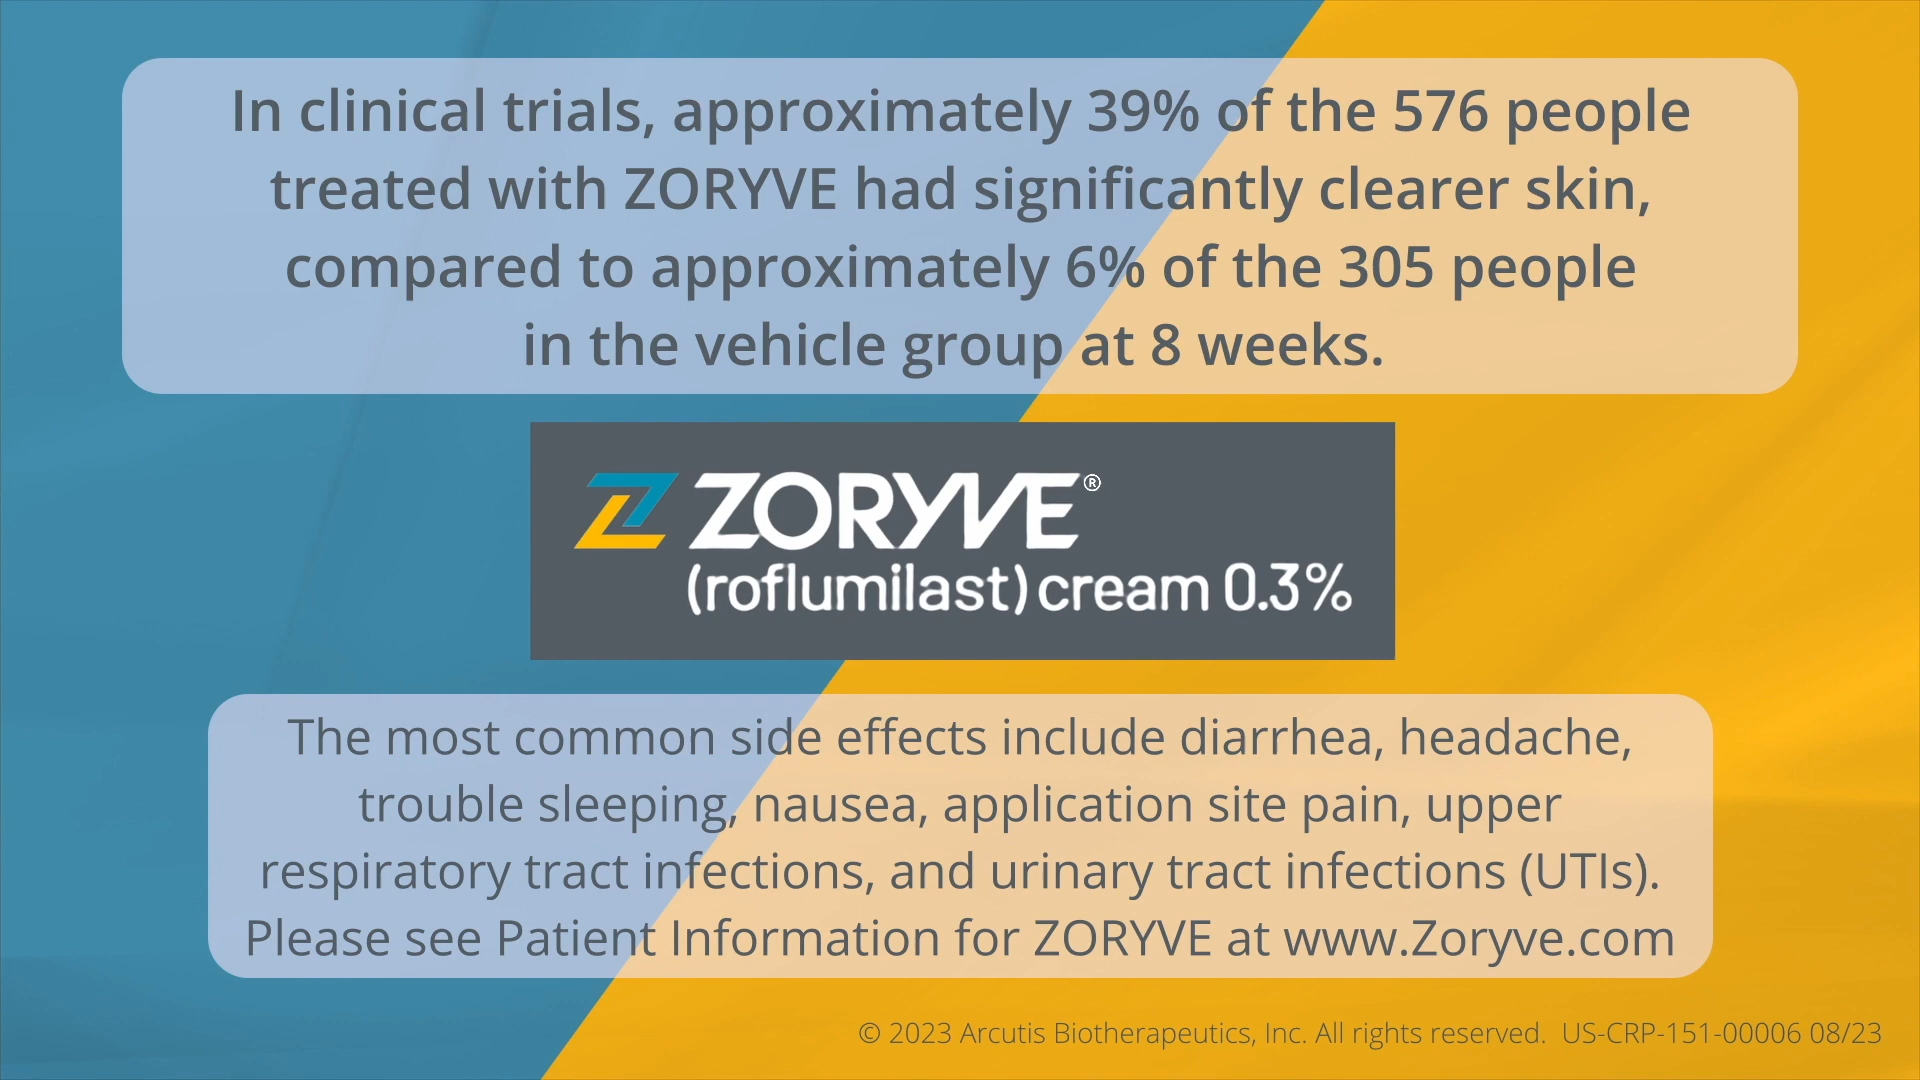 In clinical trials, approximately 39% of the 576 people
treated with ZORYVE had significantly clearer skin,
compared to approximately 6% of the 305 people
in the vehicle group at 8 weeks.
ZORYVE®
(roflumilast) cream 0.3%
The most common side effects include diarrhea, headache,
trouble sleeping, nausea, application site pain, upper
respiratory tract infections, and urinary tract infections (UTIs).
Please see Patient Information for ZORYVE at www.Zoryve.com
© 2023 Arcutis Biotherapeutics, Inc. All rights reserved. US-CRP-151-00006 08/23